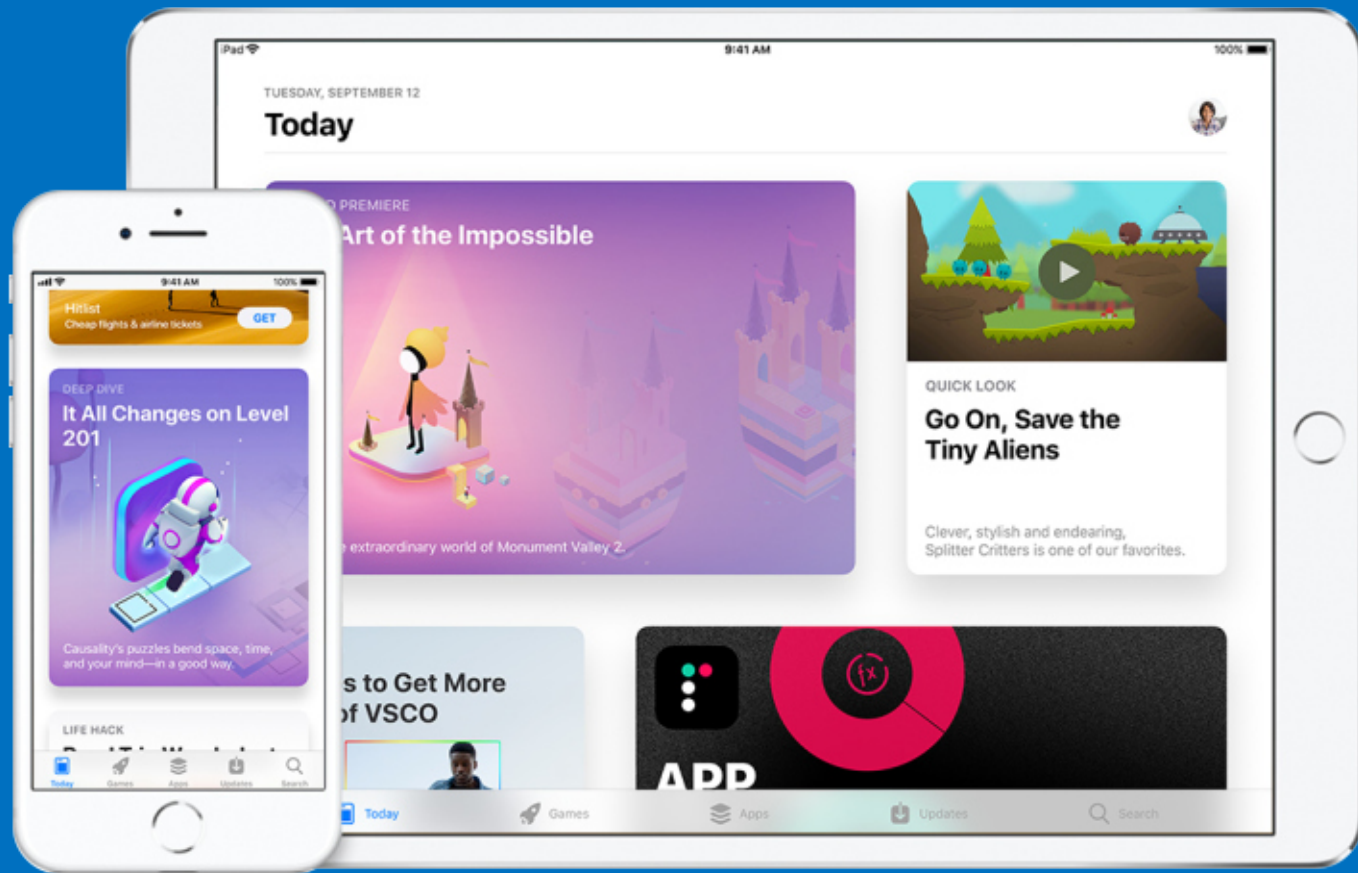 iPad
9:41 AM
100%
TUESDAY, SEPTEMBER 12
Today
PREMIERE
Art of the Impossible
extraordinary world of Monument Valley 2.
QUICK LOOK
Go On, Save the
Tiny Aliens
Clever, stylish and endearing,
Splitter Critters is one of our favorites.
s to Get More
of VSCO
fx
APP
Today
Games
Apps
Updates
Search
9:41 AM
100%
Hitlist
Cheap flights & airline tickets
GET
DEEP DIVE
It All Changes on Level
201
Causality's puzzles bend space, time,
and your mind—in a good way.
LIFE HACK
Today
Games
Apps
Updates
Search